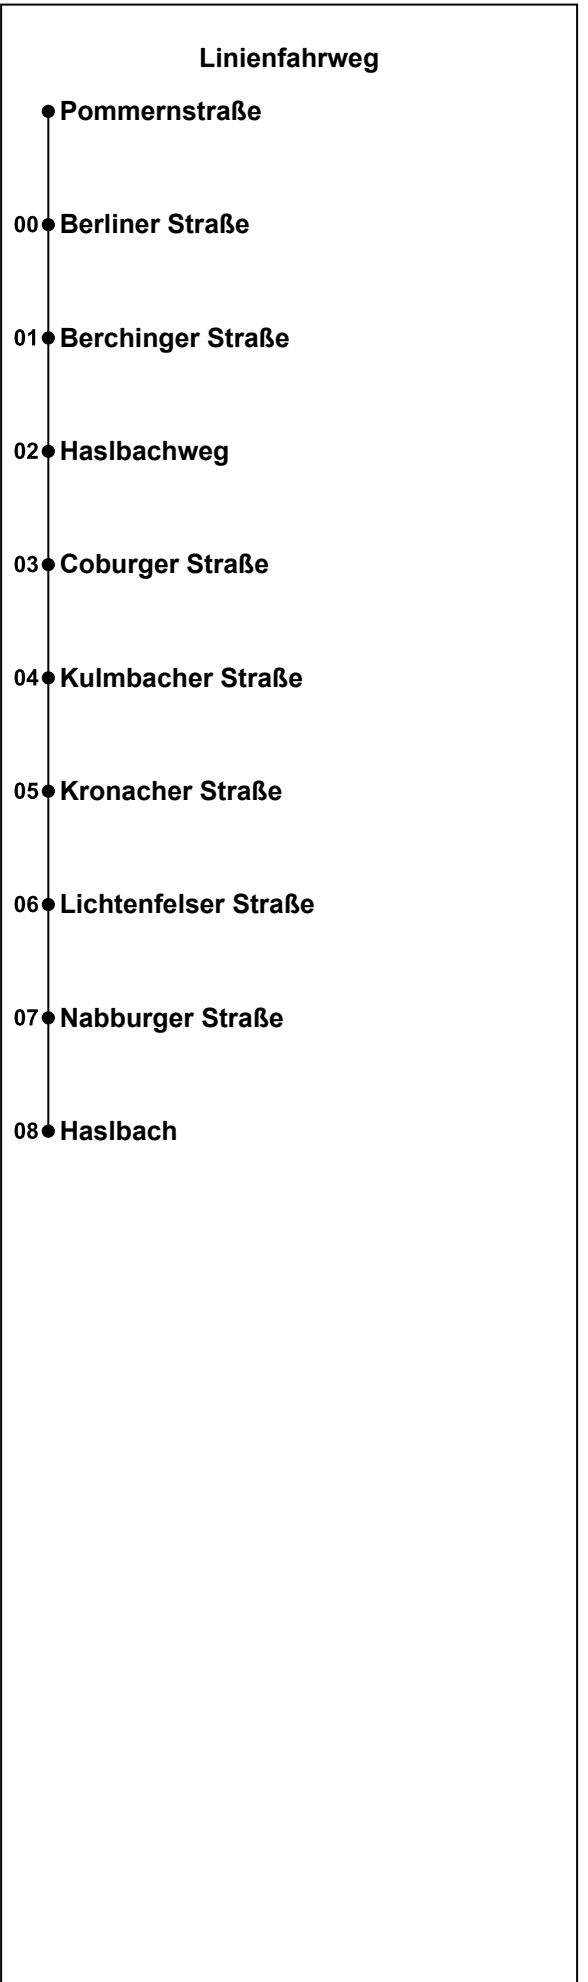 Linienfahrweg
Pommernstraße
00 Berliner Straße
01 Berchinger Straße
02 Haslbachweg
03 Coburger Straße
04 Kulmbacher Straße
05 Kronacher Straße
06 Lichtenfelser Straße
07 Nabburger Straße
08 Haslbach